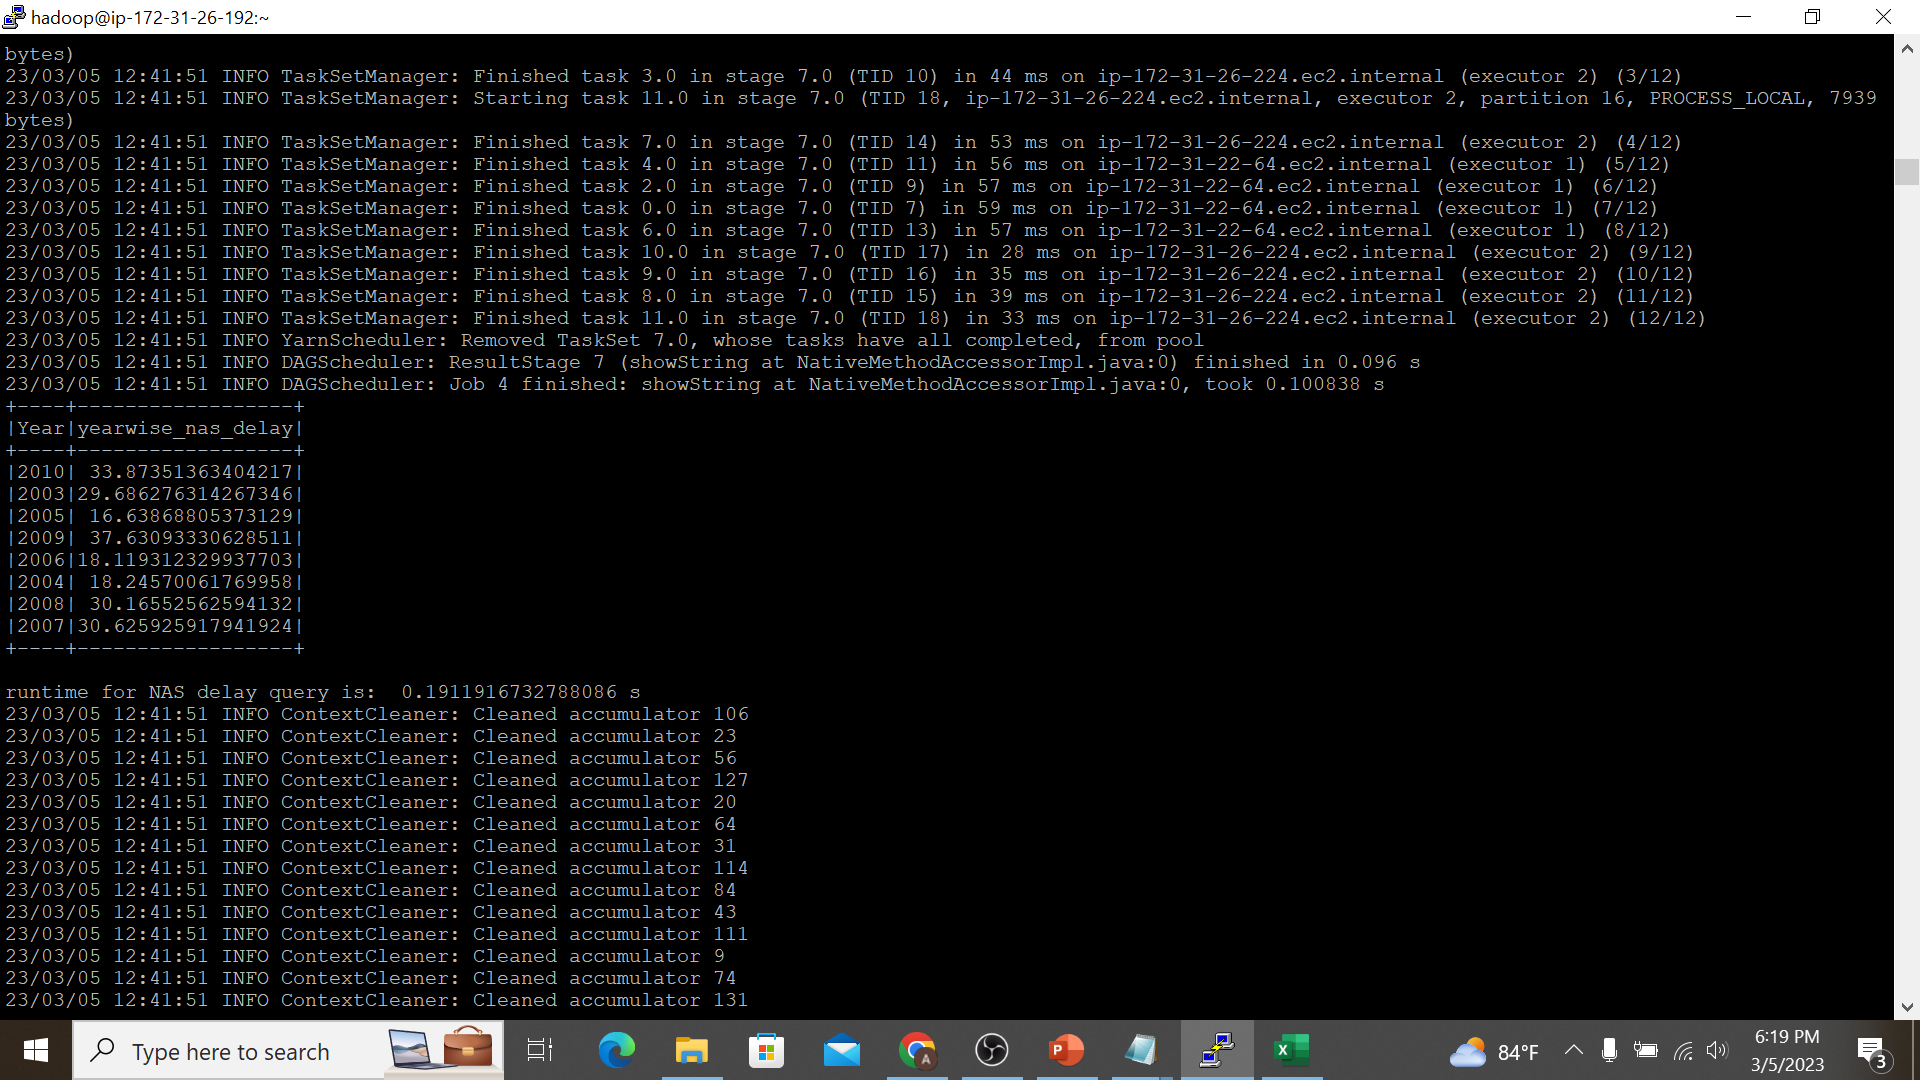 hadoop@ip-172-31-26-192:~
bytes)
23/03/05 12:41:51 INFO TaskSetManager: Finished task 3.0 in stage 7.0 (TID 10) in 44 ms on ip-172-31-26-224.ec2.internal (executor 2) (3/12)
23/03/05 12:41:51 INFO TaskSetManager: Starting task 11.0 in stage 7.0 (TID 18, ip-172-31-26-224.ec2.internal, executor 2, partition 16, PROCESS_LOCAL, 7939
bytes)
23/03/05 12:41:51 INFO TaskSetManager: Finished task 7.0 in stage 7.0 (TID 14) in 53 ms on ip-172-31-26-224.ec2.internal (executor 2) (4/12)
23/03/05 12:41:51 INFO TaskSetManager: Finished task 4.0 in stage 7.0 (TID 11) in 56 ms on ip-172-31-22-64.ec2.internal (executor 1) (5/12)
23/03/05 12:41:51 INFO TaskSetManager: Finished task 2.0 in stage 7.0 (TID 9) in 57 ms on ip-172-31-22-64.ec2.internal (executor 1) (6/12)
23/03/05 12:41:51 INFO TaskSetManager: Finished task 0.0 in stage 7.0 (TID 7) in 59 ms on ip-172-31-22-64.ec2.internal (executor 1) (7/12)
23/03/05 12:41:51 INFO TaskSetManager: Finished task 6.0 in stage 7.0 (TID 13) in 57 ms on ip-172-31-22-64.ec2.internal (executor 1) (8/12)
23/03/05 12:41:51 INFO TaskSetManager: Finished task 10.0 in stage 7.0 (TID 17) in 28 ms on ip-172-31-26-224.ec2.internal (executor 2) (9/12)
23/03/05 12:41:51 INFO TaskSetManager: Finished task 9.0 in stage 7.0 (TID 16) in 35 ms on ip-172-31-26-224.ec2.internal (executor 2) (10/12)
23/03/05 12:41:51 INFO TaskSetManager: Finished task 8.0 in stage 7.0 (TID 15) in 39 ms on ip-172-31-26-224.ec2.internal (executor 2) (11/12)
23/03/05 12:41:51 INFO TaskSetManager: Finished task 11.0 in stage 7.0 (TID 18) in 33 ms on ip-172-31-26-224.ec2.internal (executor 2) (12/12)
23/03/05 12:41:51 INFO YarnScheduler: Removed TaskSet 7.0, whose tasks have all completed, from pool
23/03/05 12:41:51 INFO DAGScheduler: ResultStage 7 (showString at NativeMethodAccessorImpl.java:0) finished in 0.096 s
23/03/05 12:41:51 INFO DAGScheduler: Job 4 finished: showString at NativeMethodAccessorImpl.java:0, took 0.100838 s
+----+------------------+
|Year|yearwise_nas_delay|
+----+------------------+
|2010| 33.87351363404217|
|2003|29.686276314267346|
|2005| 16.63868805373129|
|2009| 37.63093330628511|
|2006|18.119312329937703|
|2004| 18.24570061769958|
|2008| 30.16552562594132|
|2007|30.625925917941924|
+----+------------------+
runtime for NAS delay query is:  0.1911916732788086 s
23/03/05 12:41:51 INFO ContextCleaner: Cleaned accumulator 106
23/03/05 12:41:51 INFO ContextCleaner: Cleaned accumulator 23
23/03/05 12:41:51 INFO ContextCleaner: Cleaned accumulator 56
23/03/05 12:41:51 INFO ContextCleaner: Cleaned accumulator 127
23/03/05 12:41:51 INFO ContextCleaner: Cleaned accumulator 20
23/03/05 12:41:51 INFO ContextCleaner: Cleaned accumulator 64
23/03/05 12:41:51 INFO ContextCleaner: Cleaned accumulator 31
23/03/05 12:41:51 INFO ContextCleaner: Cleaned accumulator 114
23/03/05 12:41:51 INFO ContextCleaner: Cleaned accumulator 84
23/03/05 12:41:51 INFO ContextCleaner: Cleaned accumulator 43
23/03/05 12:41:51 INFO ContextCleaner: Cleaned accumulator 111
23/03/05 12:41:51 INFO ContextCleaner: Cleaned accumulator 9
23/03/05 12:41:51 INFO ContextCleaner: Cleaned accumulator 74
23/03/05 12:41:51 INFO ContextCleaner: Cleaned accumulator 131
Type here to search
84°F
6:19 PM
3/5/2023
3